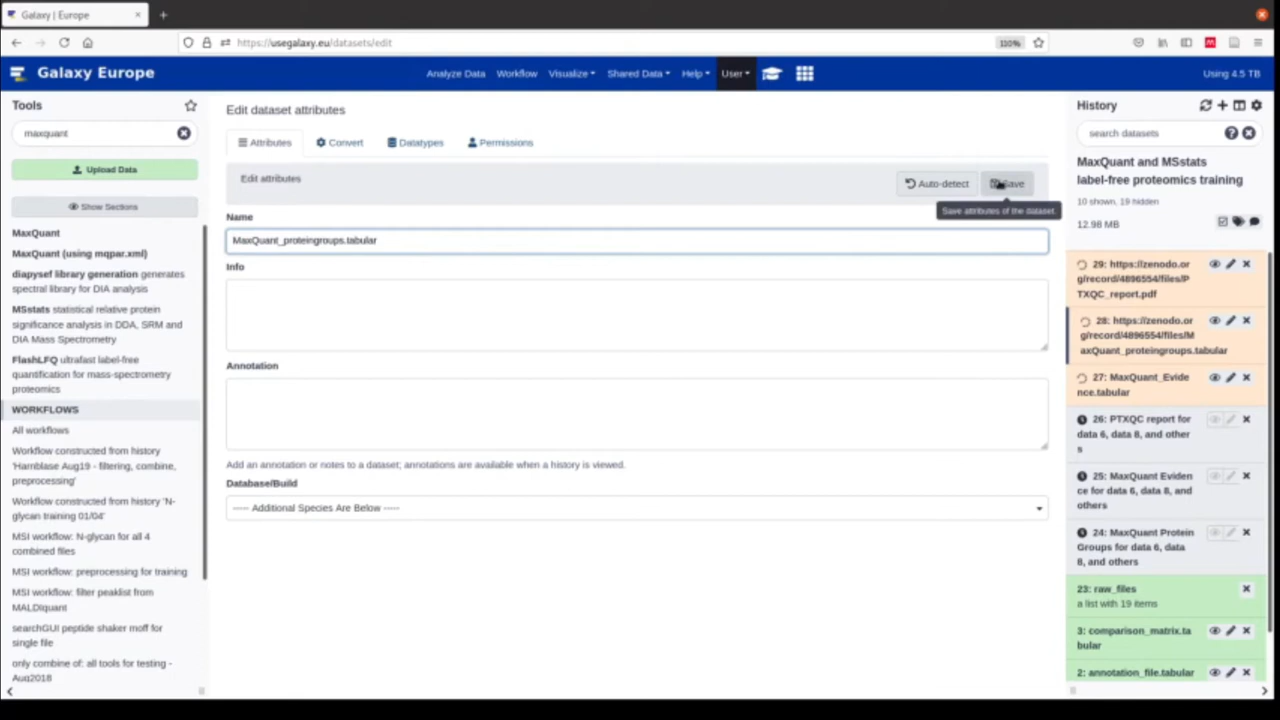 Galaxy | Europe
https://usegalaxy.eu/datasets/edit
110%
Galaxy Europe
Analyze Data Workflow Visualize Shared Data Help User
Using 4.5 TB
Tools
maxquant
Upload Data
Show Sections
MaxQuant
MaxQuant (using mqpar.xml)
diapysef library generation generates
spectral library for DIA analysis
MSstats statistical relative protein
significance analysis in DDA, SRM and
DIA Mass Spectrometry
FlashLFQ ultrafast label-free
quantification for mass-spectrometry
proteomics
WORKFLOWS
All workflows
Workflow constructed from history
'Harnblase Aug19 - filtering, combine,
preprocessing'
Workflow constructed from history 'N-
glycan training 01/04'
MSI workflow: N-glycan for all 4
combined files
MSI workflow: preprocessing for training
MSI workflow: filter peaklist from
MALDIquant
searchGUI peptide shaker moff for
single file
only combine of: all tools for testing -
Aug2018
Edit dataset attributes
Attributes Convert Datatypes Permissions
Edit attributes
Auto-detect Save
Save attributes of the dataset.
Name
MaxQuant_proteingroups.tabular
Info
Annotation
Add an annotation or notes to a dataset; annotations are available when a history is viewed.
Database/Build
----- Additional Species Are Below -----
History
search datasets
MaxQuant and MSstats
label-free proteomics training
10 shown, 19 hidden
12.98 MB
29: https://zenodo.or
g/record/4896554/files/P
TXQC_report.pdf
28: https://zenodo.or
g/record/4896554/files/M
axQuant_proteingroups.tabular
27: MaxQuant_Evide
nce.tabular
26: PTXQC report for
data 6, data 8, and other
s
25: MaxQuant Eviden
ce for data 6, data 8, and
others
24: MaxQuant Protein
Groups for data 6, data
8, and others
23: raw_files
a list with 19 items
3: comparison_matrix.ta
bular
2: annotation_file.tabular